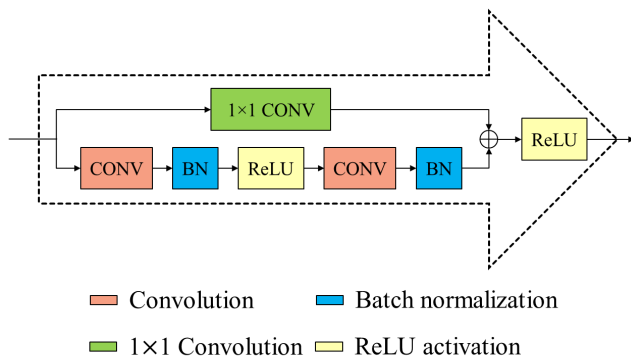 1×1 CONV
ReLU
CONV BN ReLU CONV BN
Convolution Batch normalization
1×1 Convolution ReLU activation